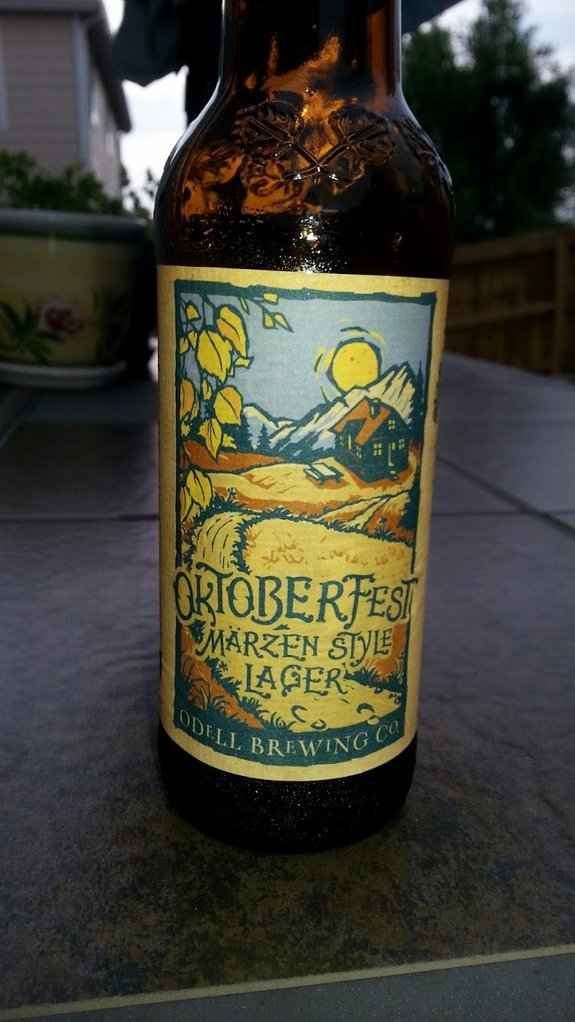 OKTOBERFEST
MÄRZEN STYLE
LAGER
ODELL BREWING CO.